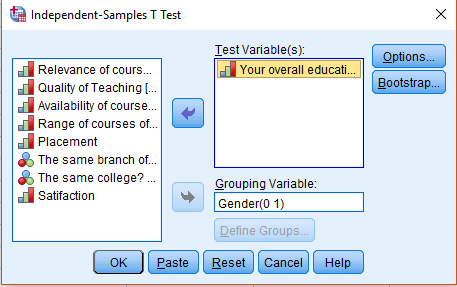 Independent-Samples T Test
Test Variable(s):
Relevance of cours...
Quality of Teaching [...
Availability of course...
Range of courses of...
Placement
The same branch of...
The same college? ...
Satifaction
Your overall educati...
Options...
Bootstrap...
Grouping Variable:
Gender(0 1)
Define Groups...
OK
Paste
Reset
Cancel
Help